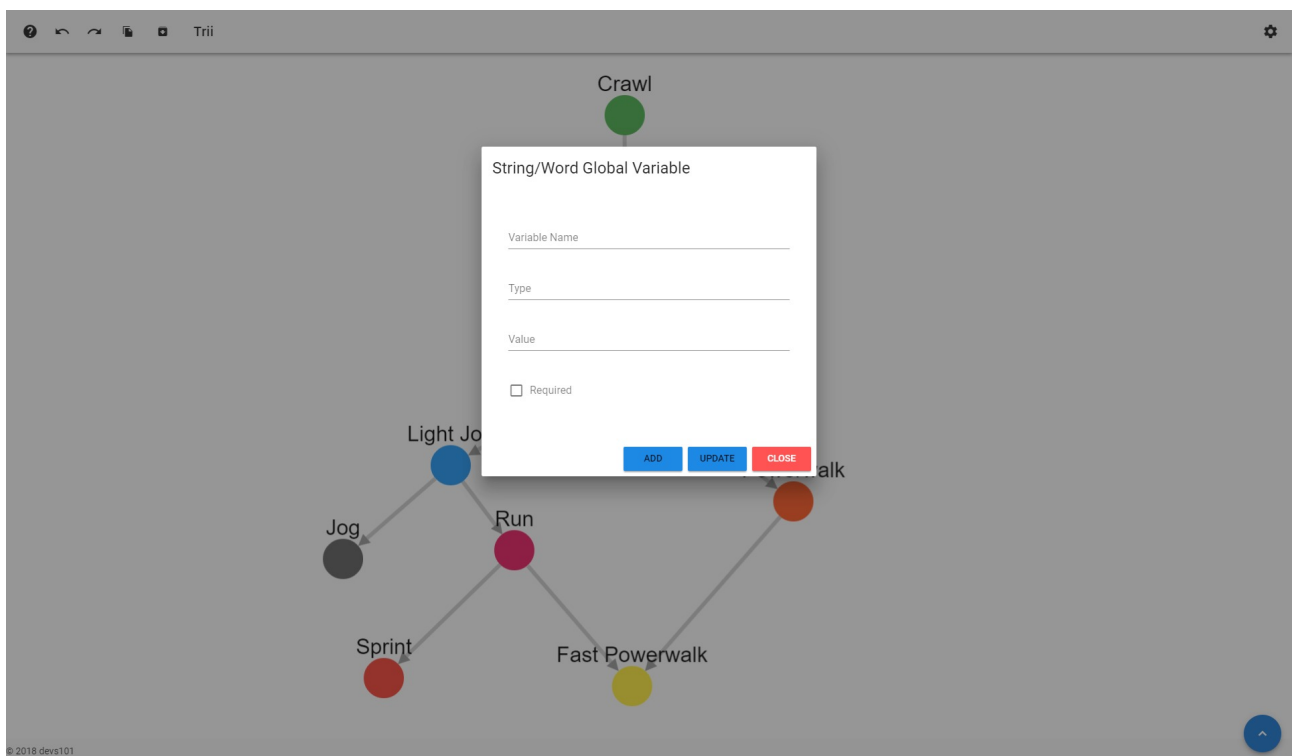 Trii
Crawl
String/Word Global Variable
Variable Name
Type
Value
Required
ADD UPDATE CLOSE
Light Jo
alk
Run
Jog
Sprint
Fast Powerwalk
© 2018 devs101